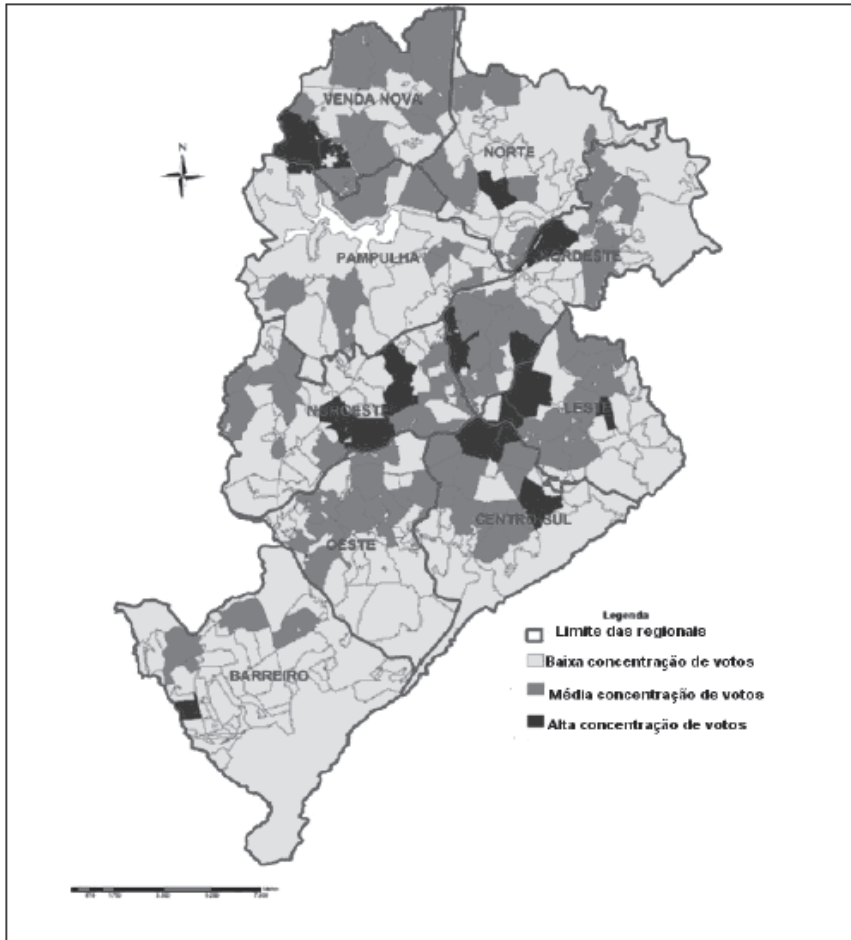 VENDA NOVA
N
NORTE
PAMPULHA
NORDESTE
NOROESTE
LESTE
CENTRO SUL
OESTE
Legenda
Limite das regionais
Baixa concentração de votos
Média concentração de votos
Alta concentração de votos
BARREIRO